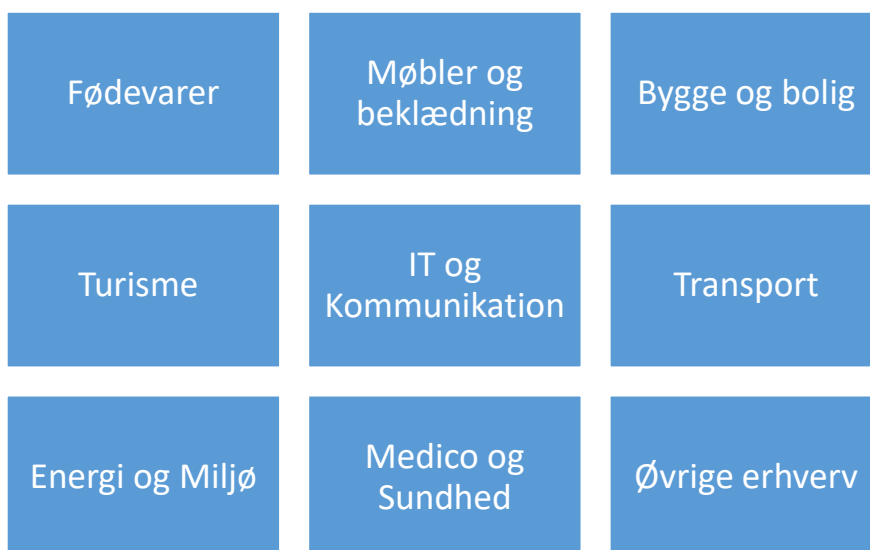 Fødevarer
Møbler og
beklædning
Bygge og bolig
Turisme
IT og
Kommunikation
Transport
Energi og Miljø
Medico og
Sundhed
Øvrige erhverv